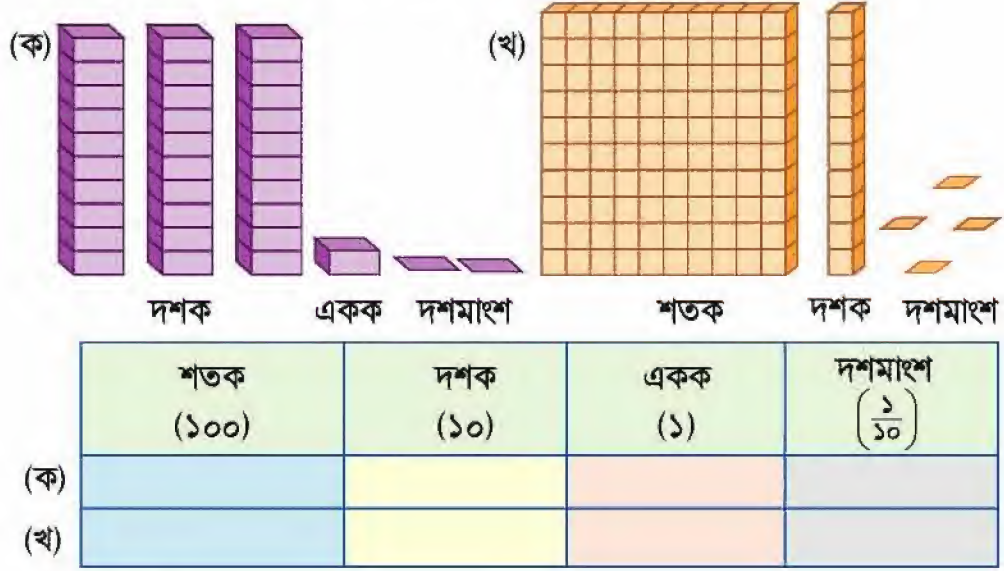 (ক) (খ)
দশক একক দশমাংশ শতক দশক দশমাংশ
শতক দশক একক দশমাংশ
(১০০) (১০) (১) (১/১০)
(ক)
(খ)